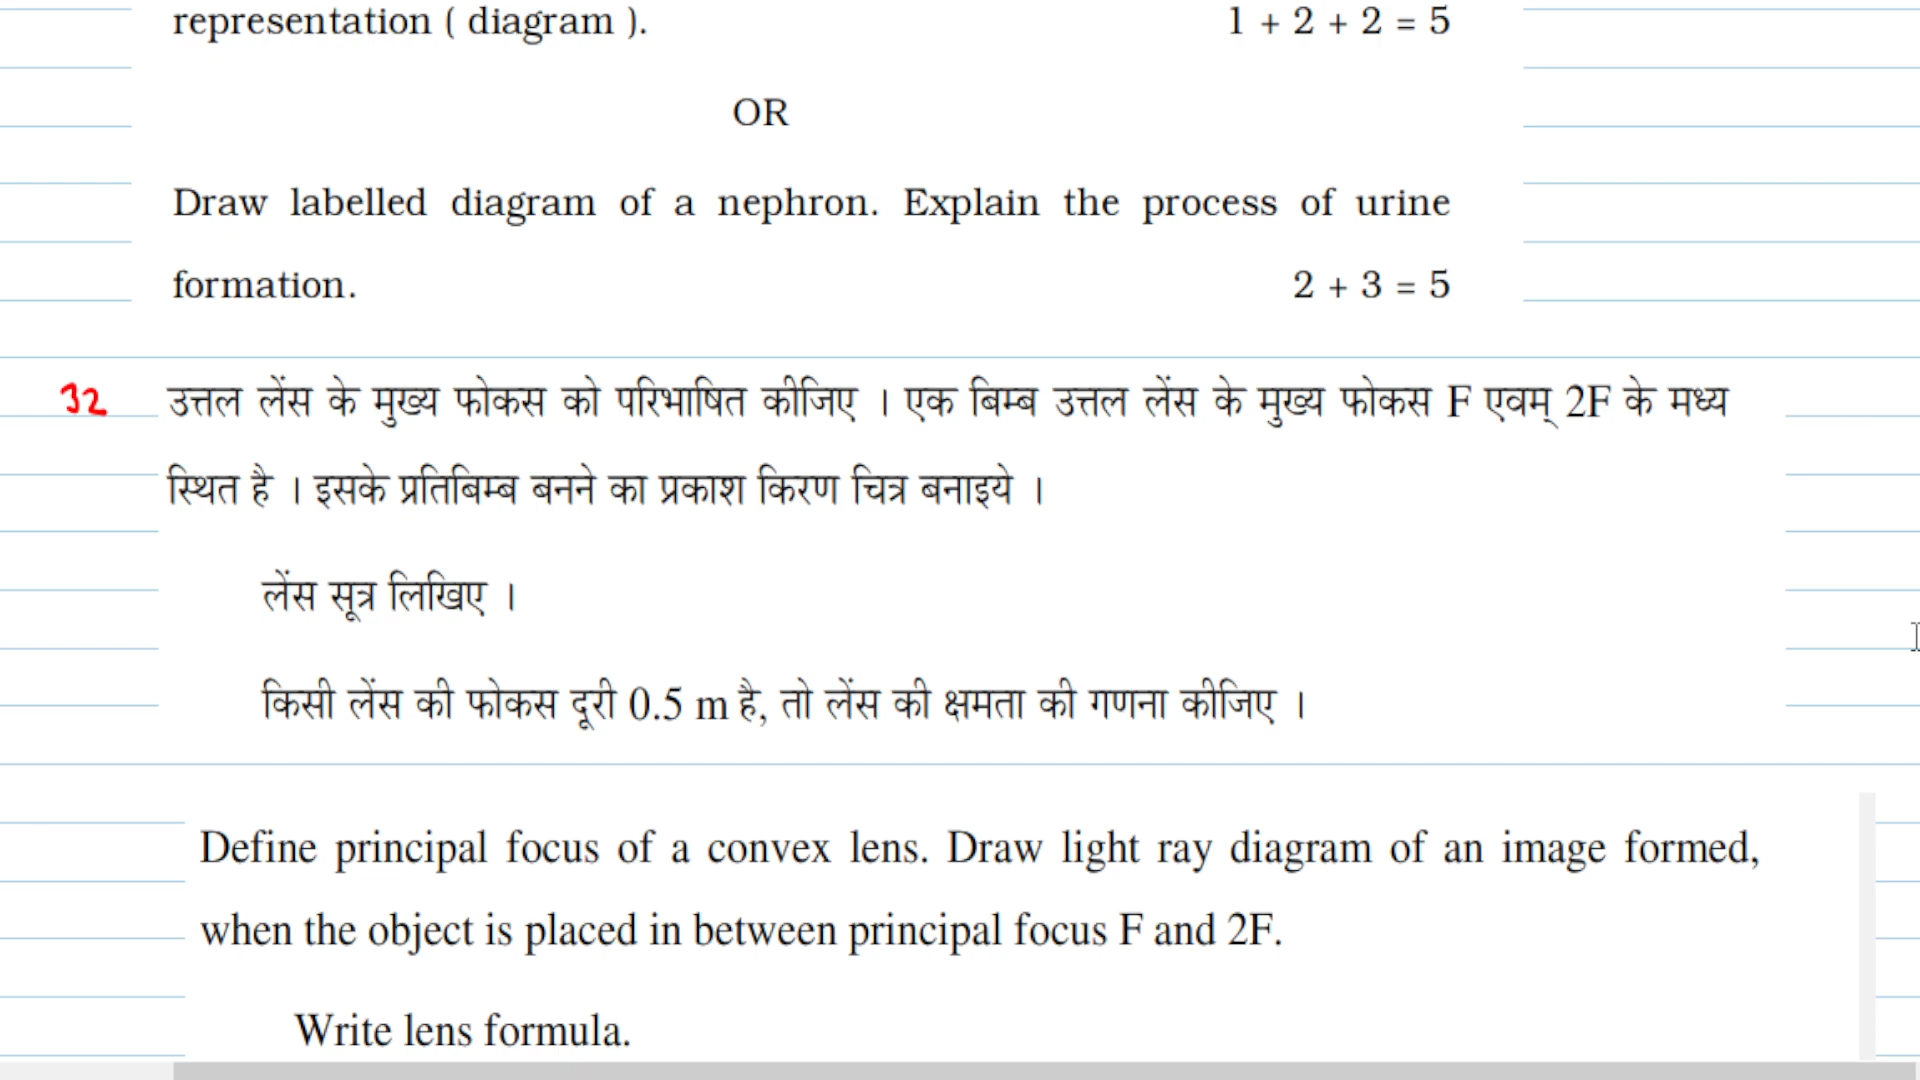 representation ( diagram ). 1 + 2 + 2 = 5
OR
Draw labelled diagram of a nephron. Explain the process of urine
formation. 2 + 3 = 5
32 उत्तल लेंस के मुख्य फोकस को परिभाषित कीजिए । एक बिम्ब उत्तल लेंस के मुख्य फोकस F एवम् 2F के मध्य
स्थित है । इसके प्रतिबिम्ब बनने का प्रकाश किरण चित्र बनाइये ।
लेंस सूत्र लिखिए ।
किसी लेंस की फोकस दूरी 0.5 m है, तो लेंस की क्षमता की गणना कीजिए ।
Define principal focus of a convex lens. Draw light ray diagram of an image formed,
when the object is placed in between principal focus F and 2F.
Write lens formula.